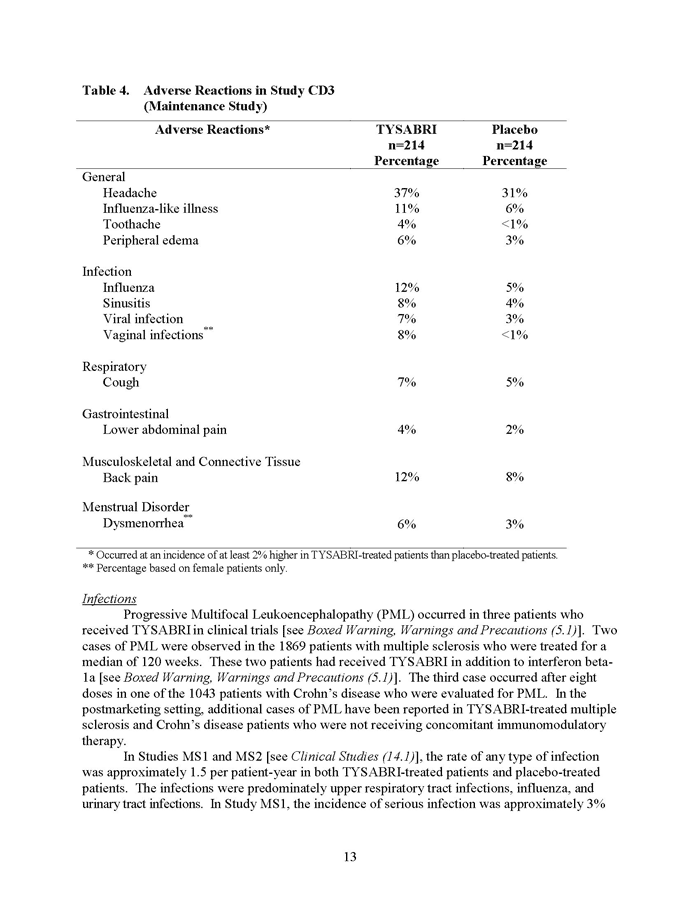 Table 4. Adverse Reactions in Study CD3
(Maintenance Study)
Adverse Reactions* TYSABRI Placebo
n=214 n=214
Percentage Percentage
General
Headache 37% 31%
Influenza-like illness 11% 6%
Toothache 4% <1%
Peripheral edema 6% 3%
Infection
Influenza 12% 5%
Sinusitis 8% 4%
Viral infection 7% 3%
Vaginal infections** 8% <1%
Respiratory
Cough 7% 5%
Gastrointestinal
Lower abdominal pain 4% 2%
Musculoskeletal and Connective Tissue
Back pain 12% 8%
Menstrual Disorder
Dysmenorrhea** 6% 3%
* Occurred at an incidence of at least 2% higher in TYSABRI-treated patients than placebo-treated patients.
** Percentage based on female patients only.
Infections
Progressive Multifocal Leukoencephalopathy (PML) occurred in three patients who
received TYSABRI in clinical trials [see Boxed Warning, Warnings and Precautions (5.1)]. Two
cases of PML were observed in the 1869 patients with multiple sclerosis who were treated for a
median of 120 weeks. These two patients had received TYSABRI in addition to interferon beta-
1a [see Boxed Warning, Warnings and Precautions (5.1)]. The third case occurred after eight
doses in one of the 1043 patients with Crohn's disease who were evaluated for PML. In the
postmarketing setting, additional cases of PML have been reported in TYSABRI-treated multiple
sclerosis and Crohn's disease patients who were not receiving concomitant immunomodulatory
therapy.
In Studies MS1 and MS2 [see Clinical Studies (14.1)], the rate of any type of infection
was approximately 1.5 per patient-year in both TYSABRI-treated patients and placebo-treated
patients. The infections were predominately upper respiratory tract infections, influenza, and
urinary tract infections. In Study MS1, the incidence of serious infection was approximately 3%
13